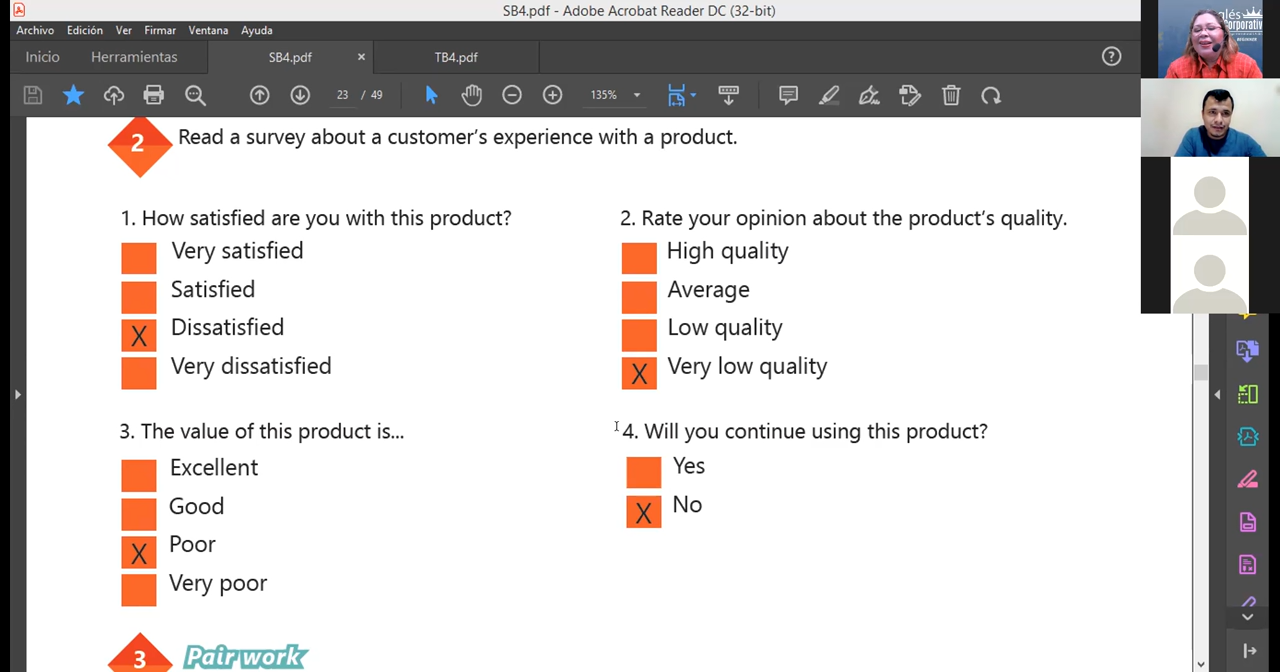 SB4.pdf - Adobe Acrobat Reader DC (32-bit)
Archivo Edición Ver Firmar Ventana Ayuda
Inicio Herramientas SB4.pdf × TB4.pdf
23 / 49 135%
2 Read a survey about a customer's experience with a product.
1. How satisfied are you with this product?
Very satisfied
Satisfied
X Dissatisfied
Very dissatisfied
2. Rate your opinion about the product's quality.
High quality
Average
Low quality
X Very low quality
3. The value of this product is...
Excellent
Good
X Poor
Very poor
4. Will you continue using this product?
Yes
X No
3 Pair work